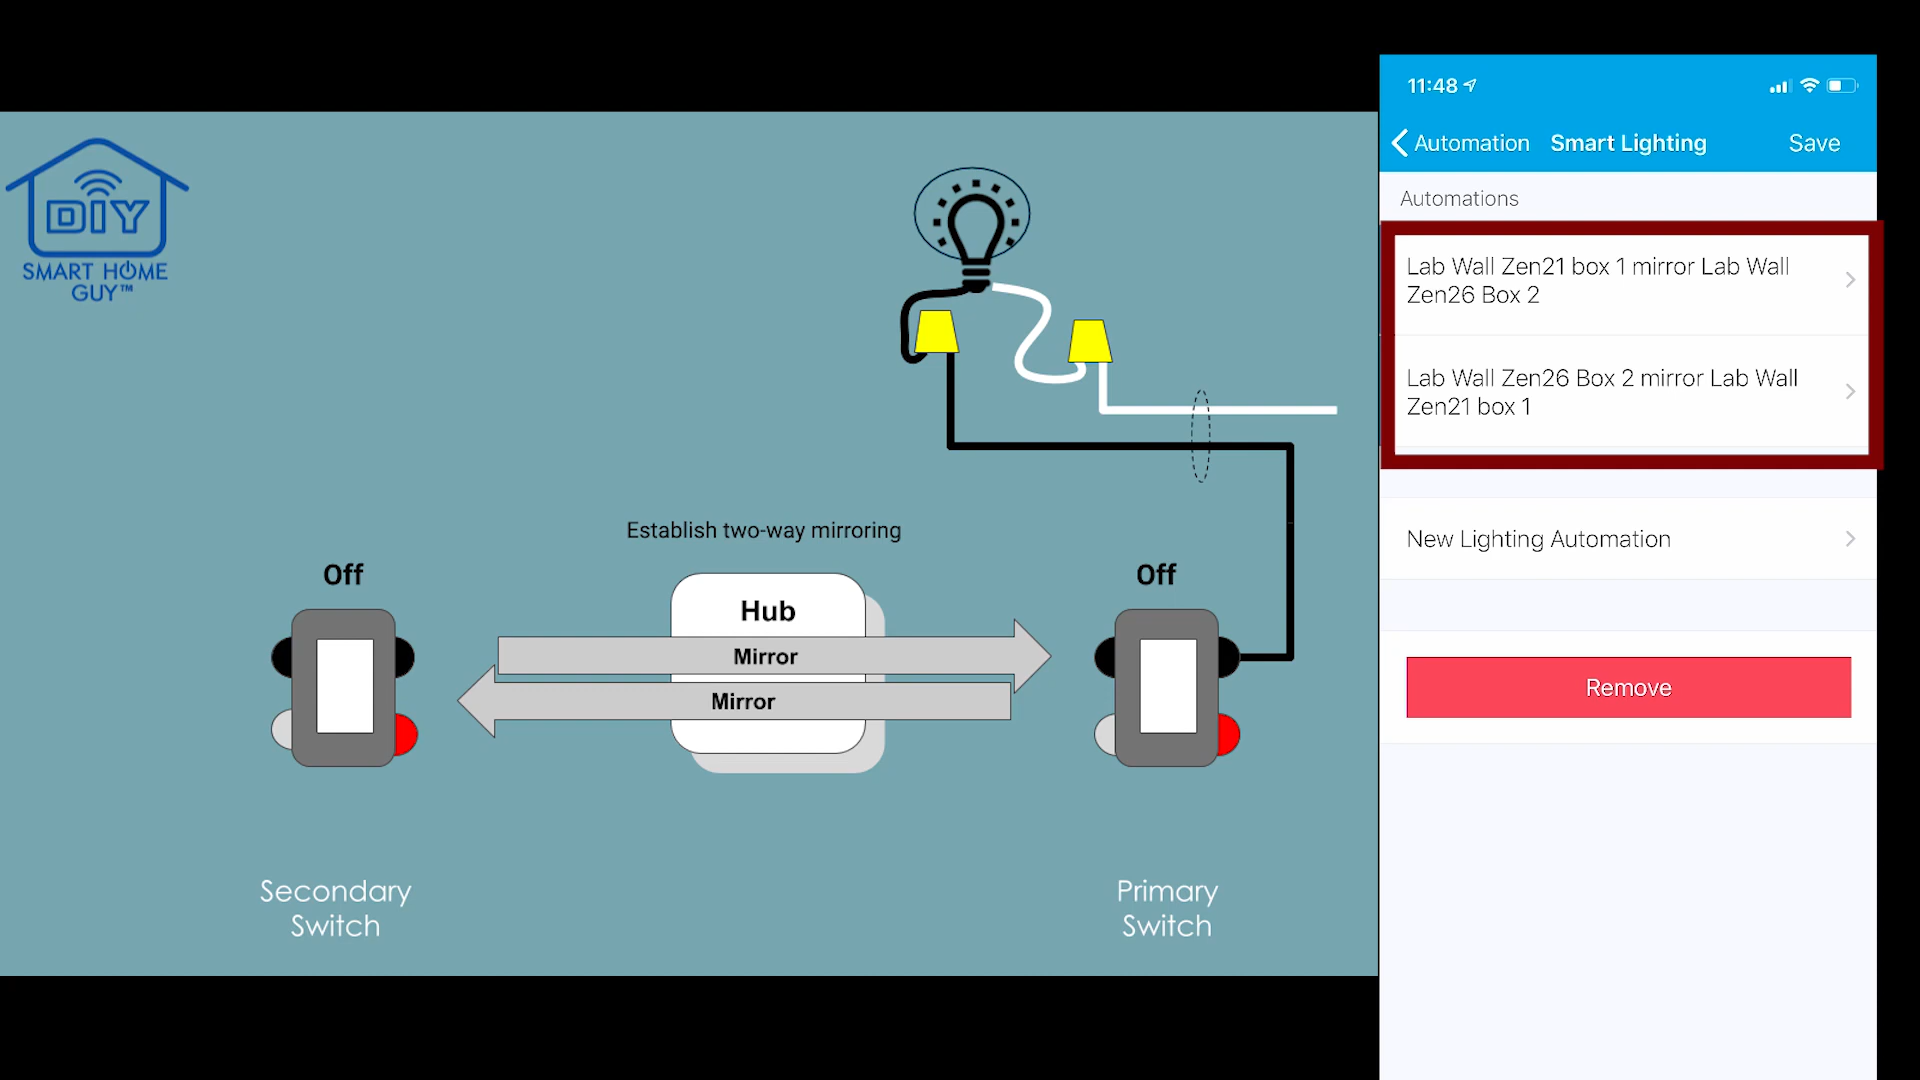 DIY
SMART HOME
GUY™
Establish two-way mirroring
Off
Off
Hub
Mirror
Mirror
Secondary
Switch
Primary
Switch
11:48
Automation Smart Lighting Save
Automations
Lab Wall Zen21 box 1 mirror Lab Wall
Zen26 Box 2
Lab Wall Zen26 Box 2 mirror Lab Wall
Zen21 box 1
New Lighting Automation
Remove